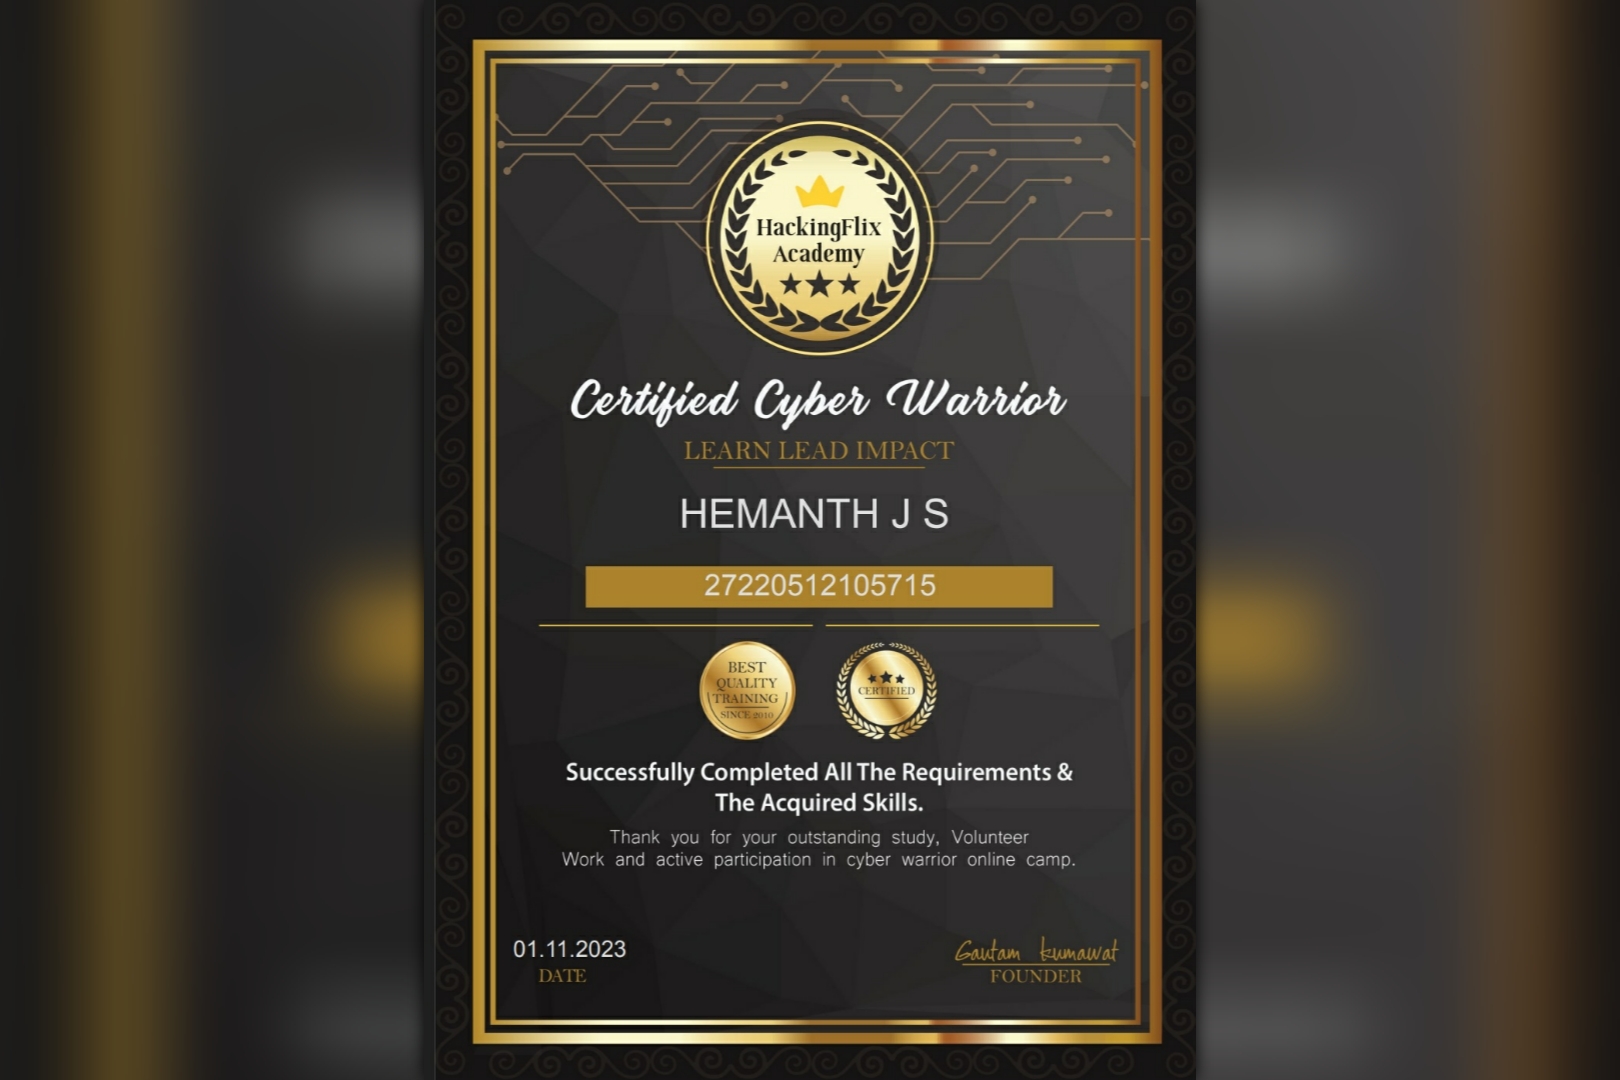 HackingFlix
Academy
Certified Cyber Warrior
LEARN LEAD IMPACT
HEMANTH J S
27220512105715
BEST
QUALITY
TRAINING
SINCE 2010
CERTIFIED
Successfully Completed All The Requirements &
The Acquired Skills.
Thank you for your outstanding study, Volunteer
Work and active participation in cyber warrior online camp.
01.11.2023
DATE
Gautam kumawat
FOUNDER